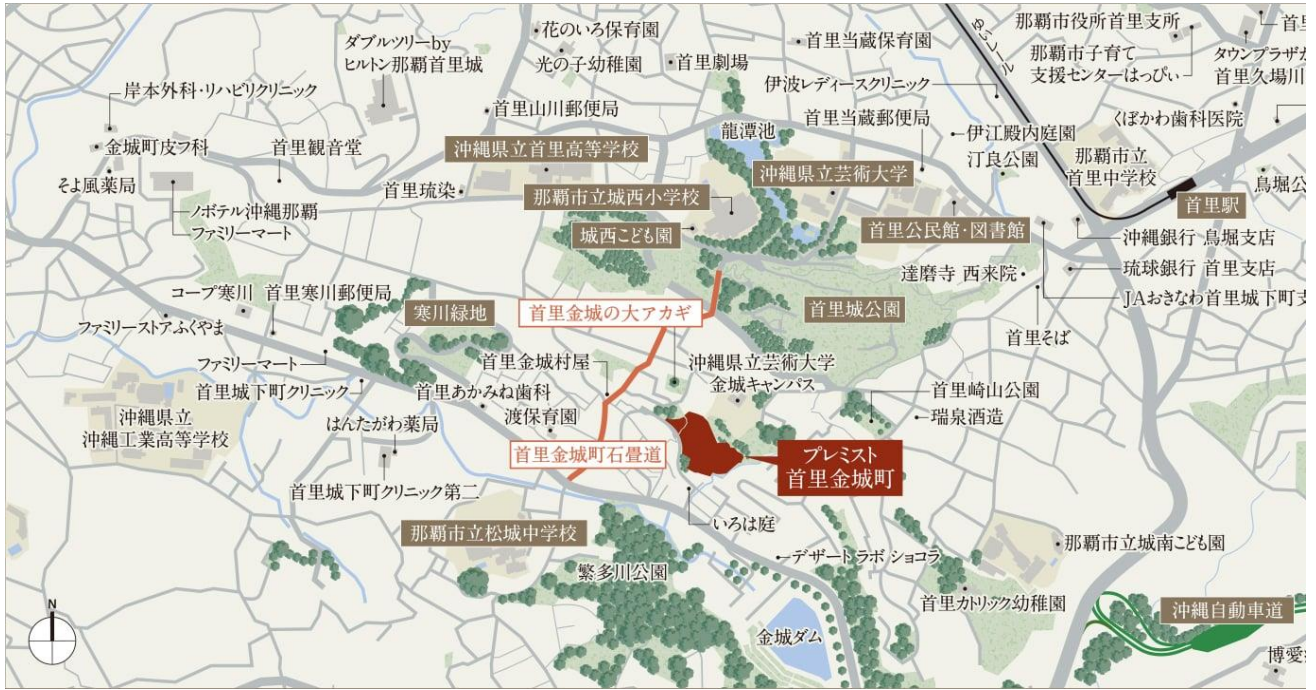 花のいろ保育園
光の子幼稚園
ダブルツリーby
ヒルトン那覇首里城
首里劇場
首里当蔵保育園
那覇市役所首里支所
那覇市子育て
支援センターはっぴぃ
タウンプラザか
首里久場川
首里
ゆいレール
伊波レディースクリニック
岸本外科・リハビリクリニック
首里山川郵便局
龍潭池
首里当蔵郵便局
くぼかわ歯科医院
金城町皮フ科
首里観音堂
沖縄県立首里高等学校
伊江殿内庭園
汀良公園
那覇市立
首里中学校
そよ風薬局
首里琉染
那覇市立城西小学校
沖縄県立芸術大学
鳥堀公
首里駅
ノボテル沖縄那覇
ファミリーマート
城西こども園
首里公民館・図書館
沖縄銀行 鳥堀支店
達磨寺 西来院
琉球銀行 首里支店
コープ寒川
首里寒川郵便局
寒川緑地
首里金城の大アカギ
首里城公園
JAおきなわ首里城下町支
首里そば
ファミリーストアふくやま
ファミリーマート
首里金城村屋
沖縄県立芸術大学
金城キャンパス
首里城下町クリニック
首里あかみね歯科
首里崎山公園
瑞泉酒造
沖縄県立
沖縄工業高等学校
はんたがわ薬局
渡保育園
首里金城町石畳道
プレミスト
首里金城町
首里城下町クリニック第二
那覇市立松城中学校
いろは庭
繁多川公園
デザート ラボ ショコラ
那覇市立城南こども園
首里カトリック幼稚園
沖縄自動車道
金城ダム
博愛
N